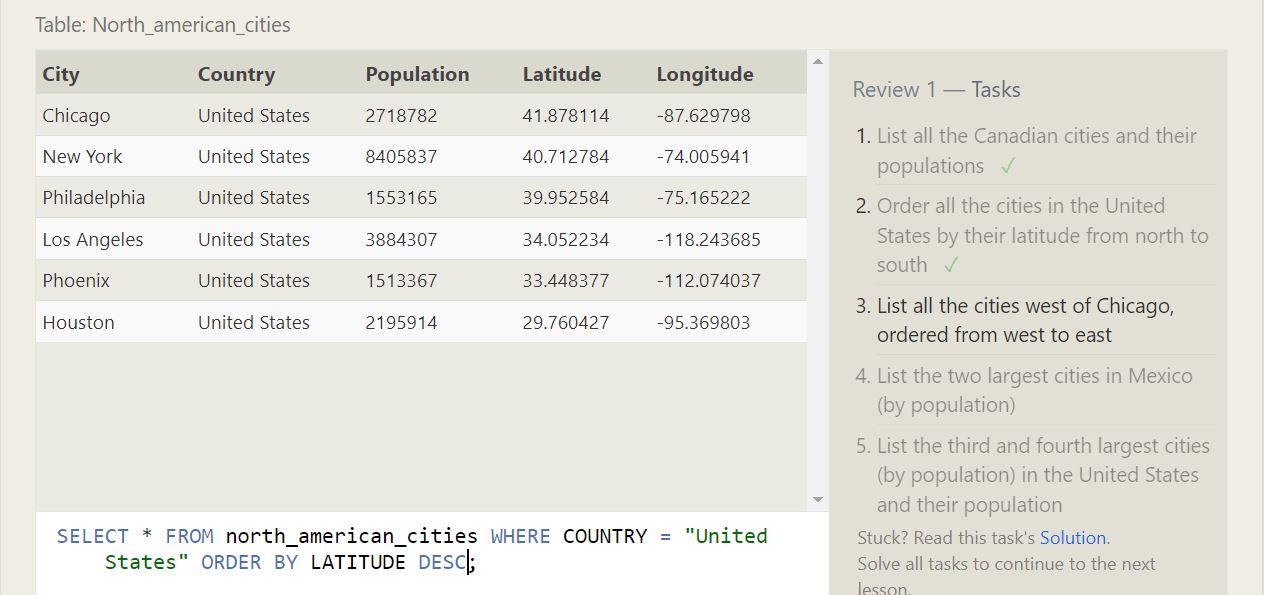 Table: North_american_cities
City Country Population Latitude Longitude
Chicago United States 2718782 41.878114 -87.629798
New York United States 8405837 40.712784 -74.005941
Philadelphia United States 1553165 39.952584 -75.165222
Los Angeles United States 3884307 34.052234 -118.243685
Phoenix United States 1513367 33.448377 -112.074037
Houston United States 2195914 29.760427 -95.369803
SELECT * FROM north_american_cities WHERE COUNTRY = "United
States" ORDER BY LATITUDE DESC;
Review 1 — Tasks
1. List all the Canadian cities and their
populations ✓
2. Order all the cities in the United
States by their latitude from north to
south ✓
3. List all the cities west of Chicago,
ordered from west to east
4. List the two largest cities in Mexico
(by population)
5. List the third and fourth largest cities
(by population) in the United States
and their population
Stuck? Read this task's Solution.
Solve all tasks to continue to the next
lesson.